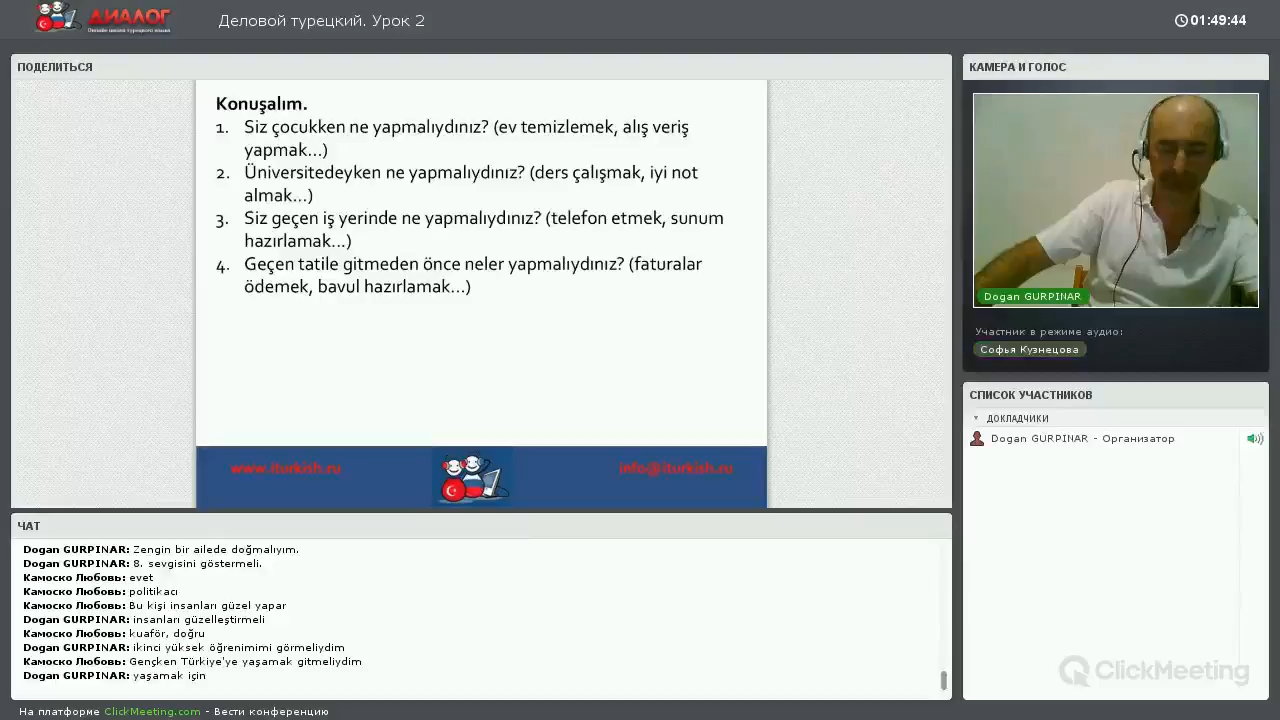 ДИАЛОГ
Онлайн школа турецкого языка
Деловой турецкий. Урок 2
01:49:44
ПОДЕЛИТЬСЯ
Konuşalım.
1. Siz çocukken ne yapmalıydınız? (ev temizlemek, alış veriş
yapmak...)
2. Üniversitedeyken ne yapmalıydınız? (ders çalışmak, iyi not
almak...)
3. Siz geçen iş yerinde ne yapmalıydınız? (telefon etmek, sunum
hazırlamak...)
4. Geçen tatile gitmeden önce neler yapmalıydınız? (faturalar
ödemek, bavul hazırlamak...)
www.iturkish.ru
info@iturkish.ru
ЧАТ
Dogan GURPINAR: Zengin bir ailede doğmalıyım.
Dogan GURPINAR: 8. sevgisini göstermeli.
Камоско Любовь: evet
Камоско Любовь: politikacı
Камоско Любовь: Bu kişi insanları güzel yapar
Dogan GURPINAR: insanları güzelleştirmeli
Камоско Любовь: kuaför, doğru
Dogan GURPINAR: ikinci yüksek öğrenimimi görmeliydim
Камоско Любовь: Gençken Türkiye'ye yaşamak gitmeliydim
Dogan GURPINAR: yaşamak için
КАМЕРА И ГОЛОС
Dogan GURPINAR
Участник в режиме аудио:
Софья Кузнецова
СПИСОК УЧАСТНИКОВ
ДОКЛАДЧИКИ
Dogan GURPINAR - Организатор
ClickMeeting
На платформе ClickMeeting.com - Вести конференцию